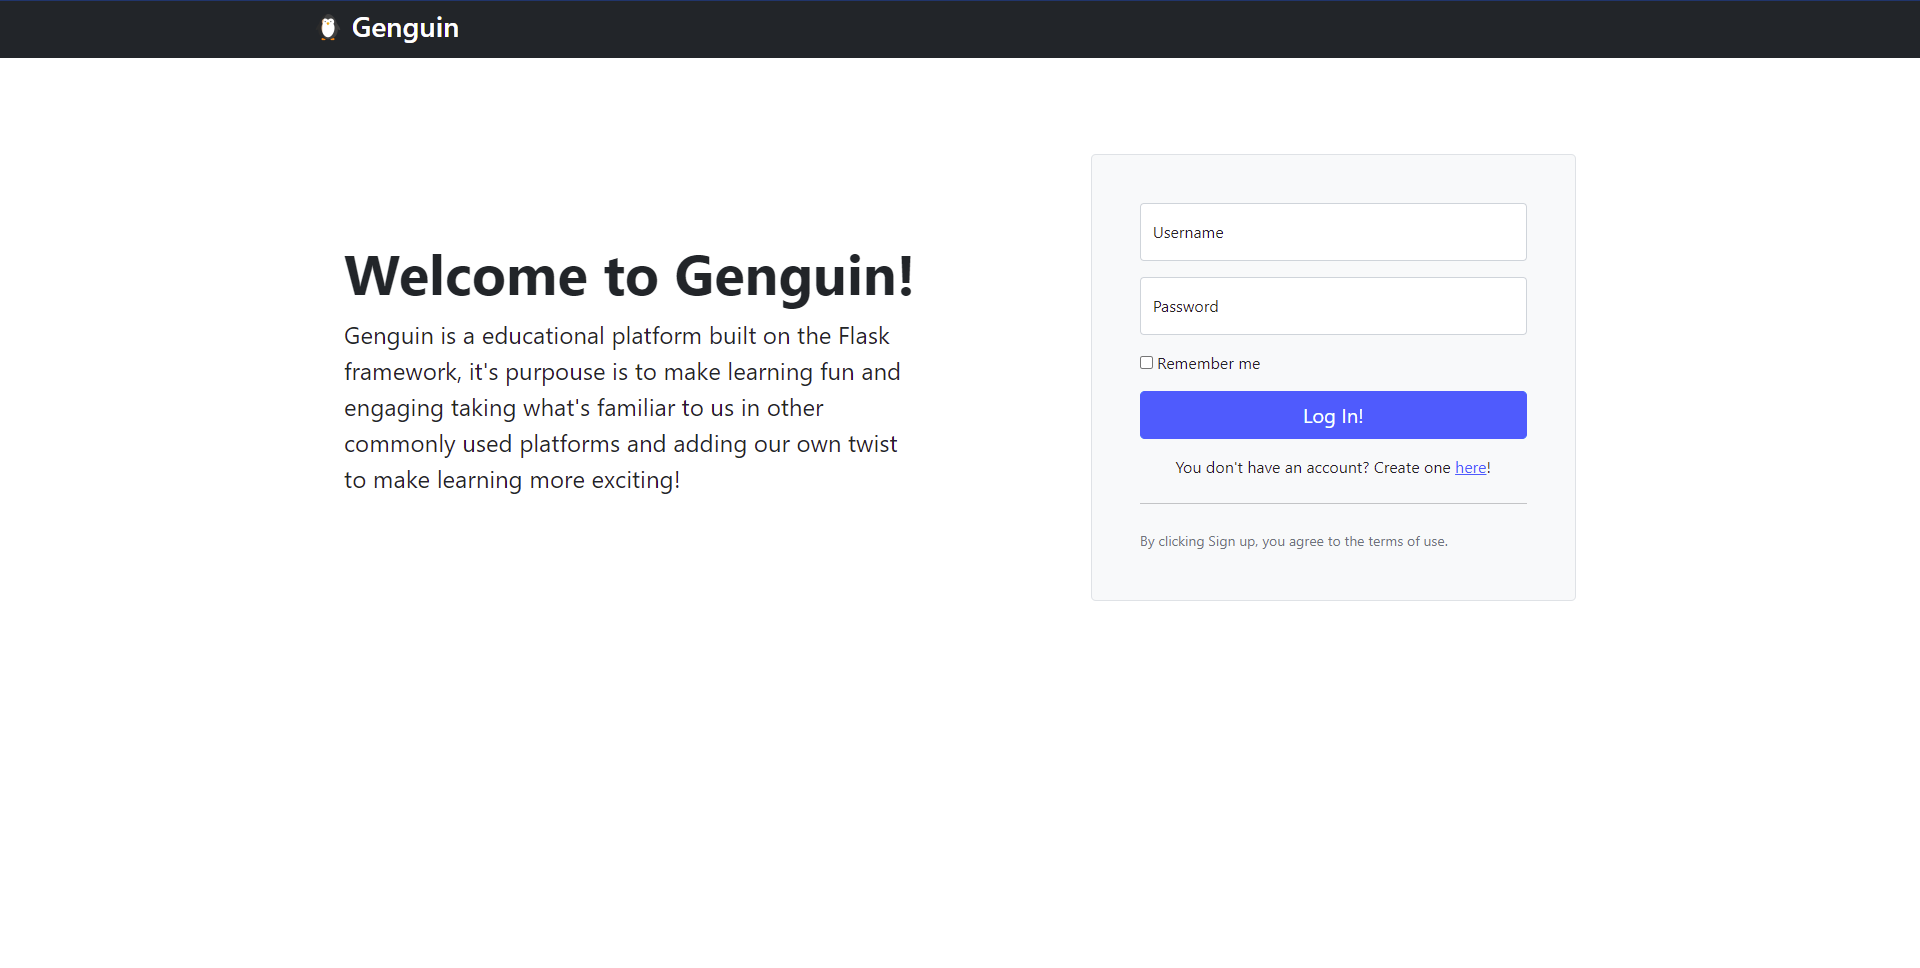 Genguin
Welcome to Genguin!
Genguin is a educational platform built on the Flask
framework, it's purpouse is to make learning fun and
engaging taking what's familiar to us in other
commonly used platforms and adding our own twist
to make learning more exciting!
Username
Password
Remember me
Log In!
You don't have an account? Create one here!
By clicking Sign up, you agree to the terms of use.